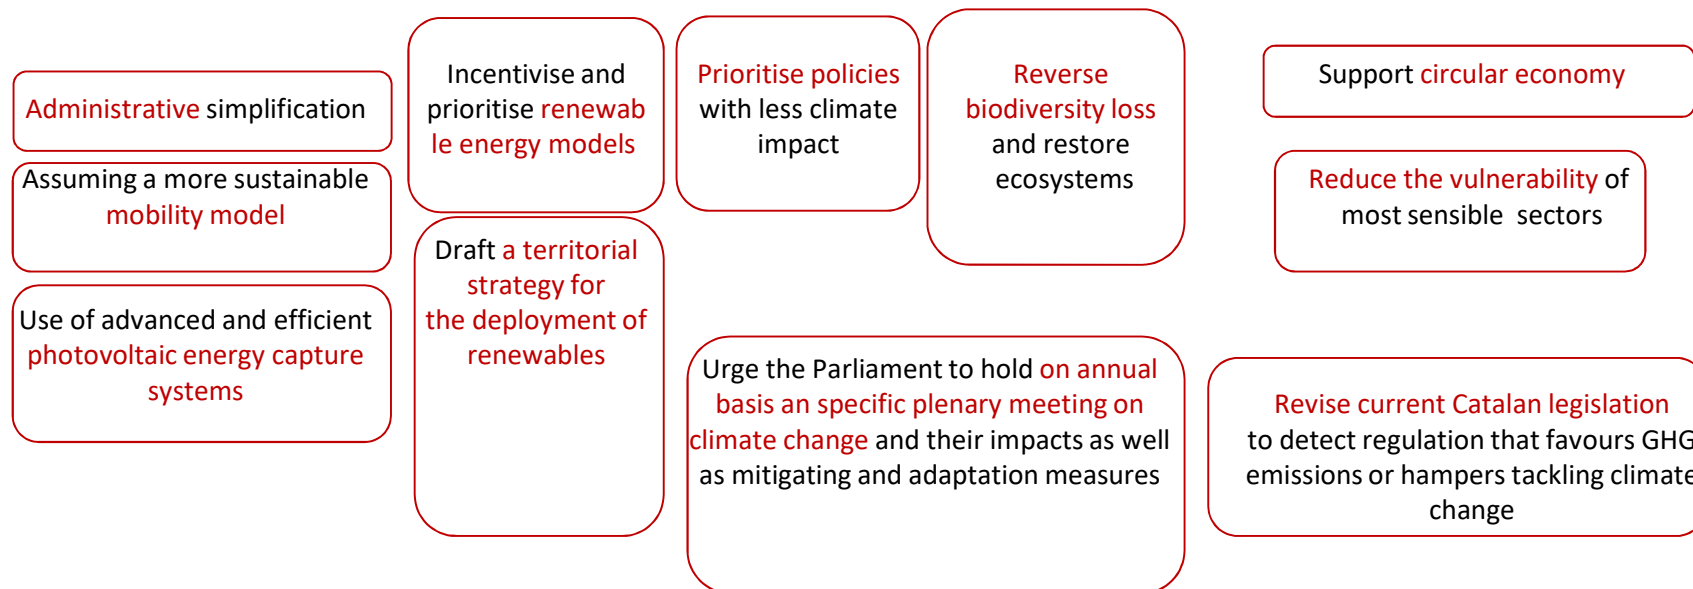 Administrative simplification
Assuming a more sustainable
mobility model
Use of advanced and efficient
photovoltaic energy capture
systems
Incentivise and
prioritise renewab
le energy models
Draft a territorial
strategy for
the deployment of
renewables
Prioritise policies
with less climate
impact
Reverse
biodiversity loss
and restore
ecosystems
Urge the Parliament to hold on annual
basis an specific plenary meeting on
climate change and their impacts as well
as mitigating and adaptation measures
Support circular economy
Reduce the vulnerability of
most sensible sectors
Revise current Catalan legislation
to detect regulation that favours GHG
emissions or hampers tackling climate
change